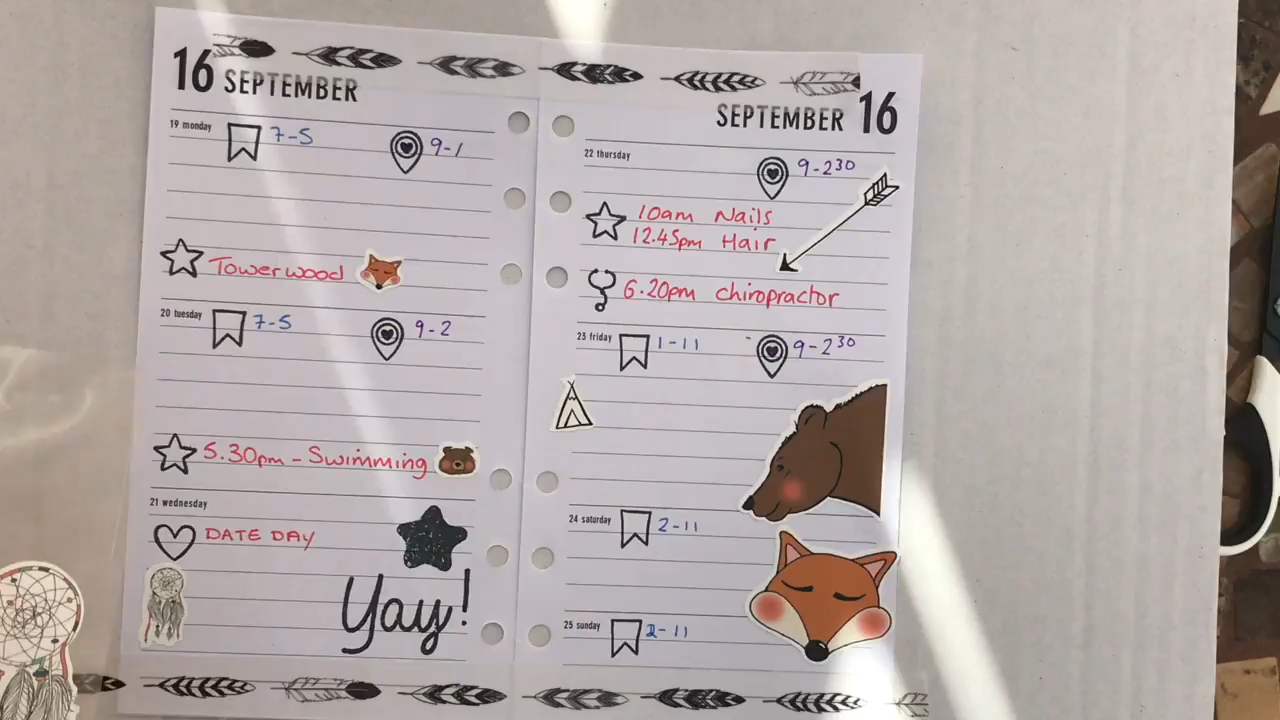 16 SEPTEMBER
19 monday
7-5
9-1
Towerwood
20 tuesday
7-5
9-2
5.30pm - Swimming
21 wednesday
DATE DAY
Yay!
SEPTEMBER 16
22 thursday
9-2³⁰
10am Nails
12.45pm Hair
6.20pm chiropractor
23 friday
1-11
9-2³⁰
24 saturday
2-11
25 sunday
2-11